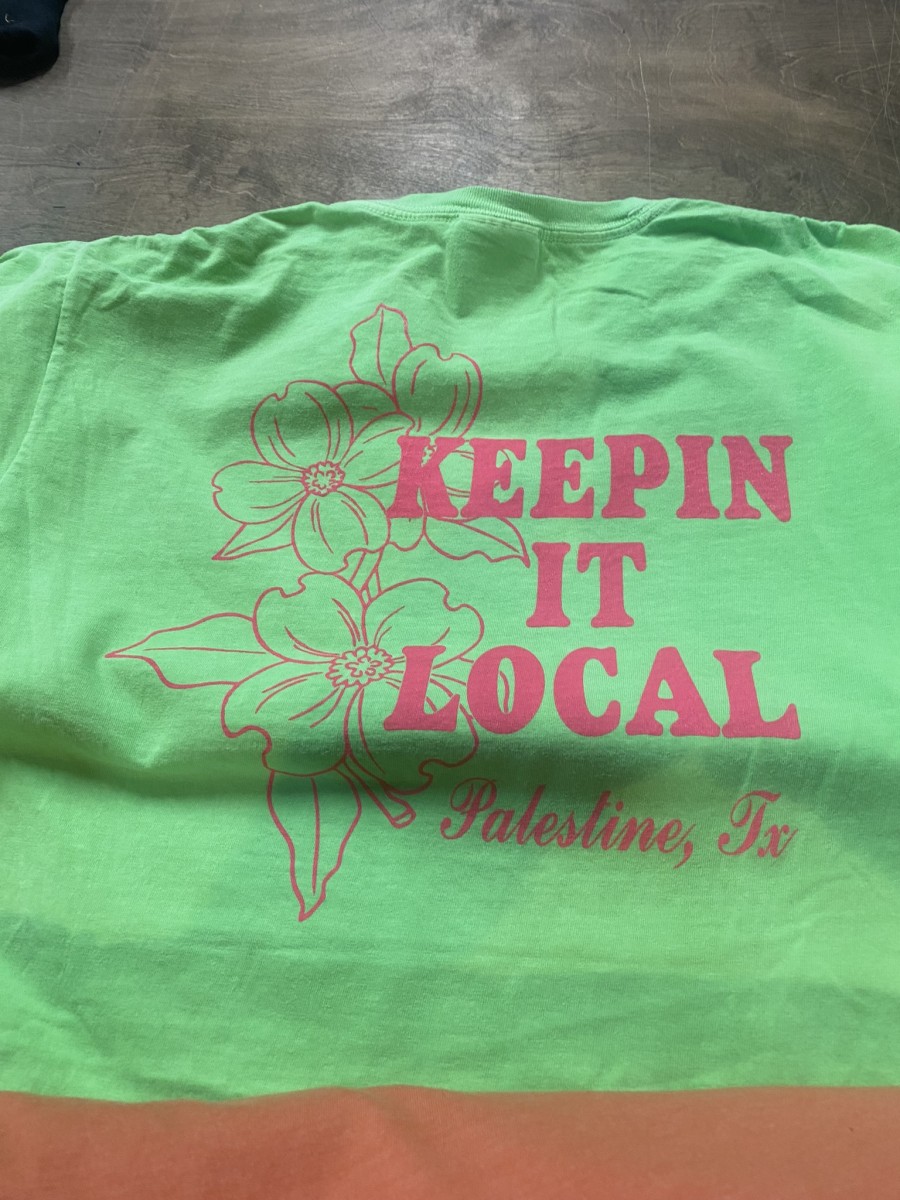 KEEPIN
IT
LOCAL
Palestine, Tx